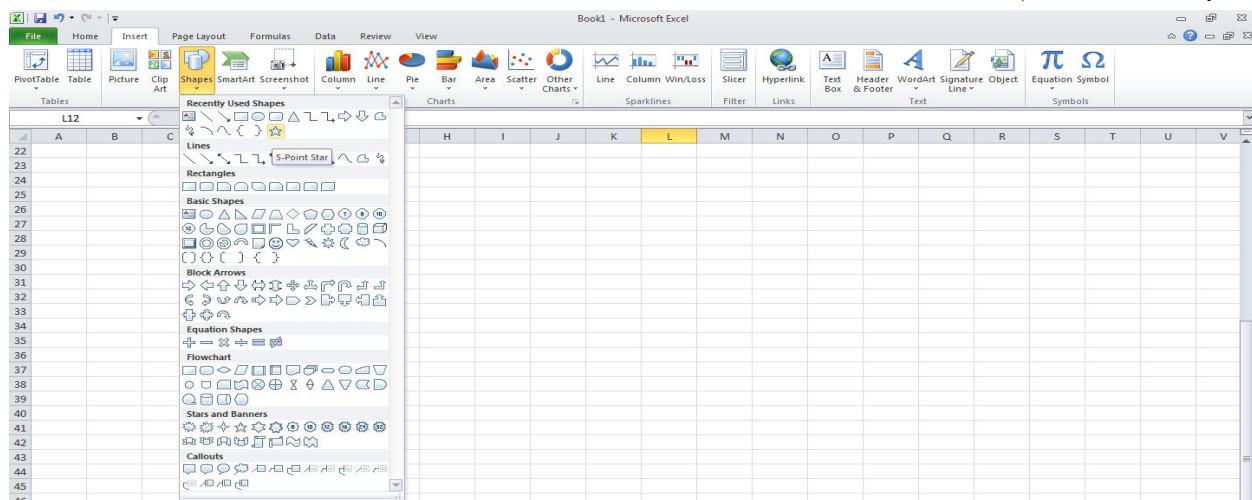 Book1 - Microsoft Excel
File Home Insert Page Layout Formulas Data Review View
PivotTable Table Picture Clip Art Shapes SmartArt Screenshot Column Line Pie Bar Area Scatter Other Charts Line Column Win/Loss Slicer Hyperlink Text Box Header & Footer WordArt Signature Line Object Equation Symbol
Tables Charts Sparklines Filter Links Text Symbols
L12
Recently Used Shapes
Lines
5-Point Star
Rectangles
Basic Shapes
Block Arrows
Equation Shapes
Flowchart
Stars and Banners
Callouts
A B C H I J K L M N O P Q R S T U V
22
23
24
25
26
27
28
29
30
31
32
33
34
35
36
37
38
39
40
41
42
43
44
45